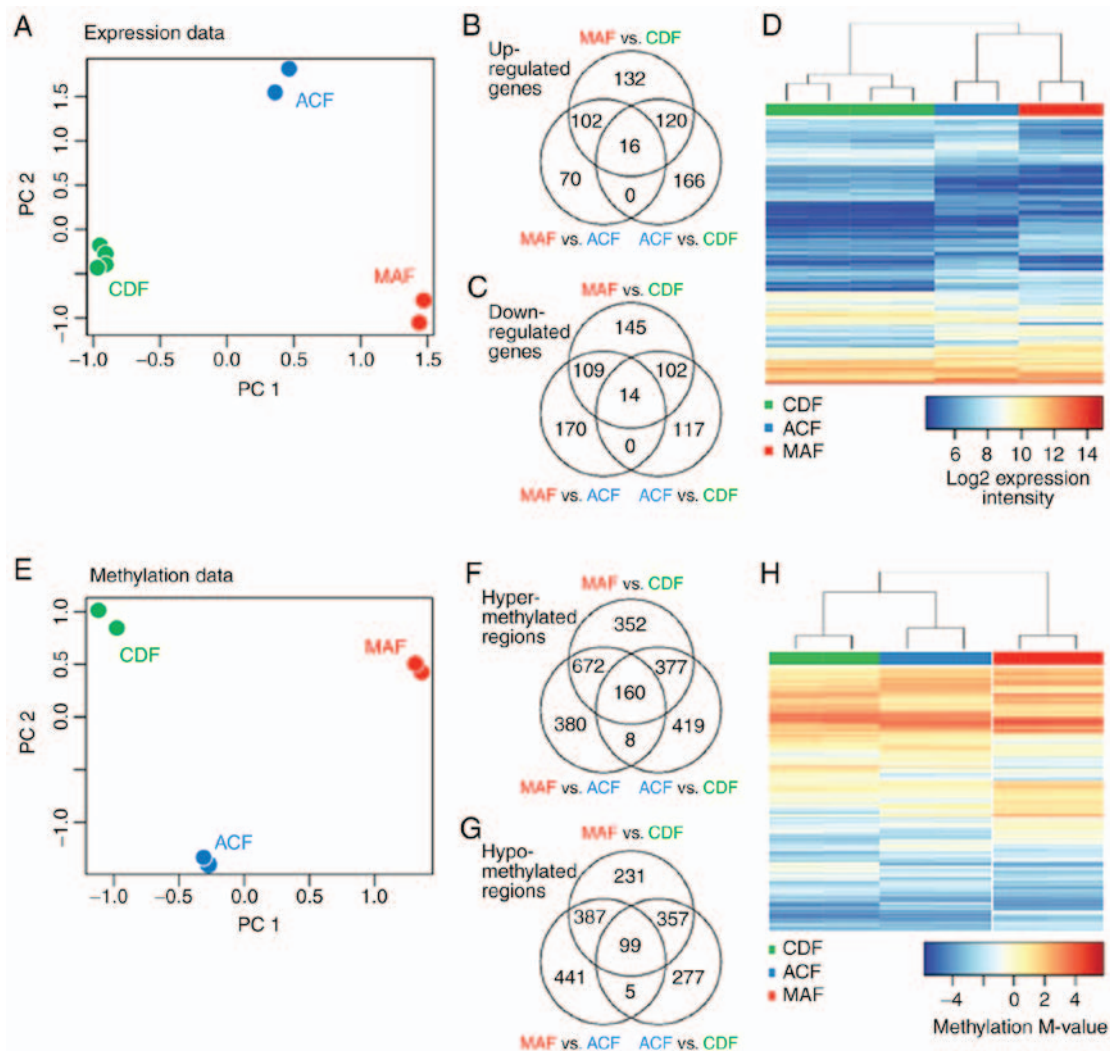 A
Expression data
1.5
1.0
0.5
0.0
−1.0
PC 2
ACF
CDF
MAF
−1.0 −0.5 0.0 0.5 1.0 1.5
PC 1
B
MAF vs. CDF
Up-
regulated
genes
132
102 120
16
70 0 166
MAF vs. ACF ACF vs. CDF
C
MAF vs. CDF
Down-
regulated
genes
145
109 102
14
170 0 117
MAF vs. ACF ACF vs. CDF
D
CDF
ACF
MAF
6 8 10 12 14
Log2 expression
intensity
E
Methylation data
1.0
0.5
0.0
−1.0
PC 2
CDF
MAF
ACF
−1.0 −0.5 0.0 0.5 1.0
PC 1
F
MAF vs. CDF
Hyper-
methylated
regions
352
672 377
160
380 8 419
MAF vs. ACF ACF vs. CDF
G
MAF vs. CDF
Hypo-
methylated
regions
231
387 357
99
441 5 277
MAF vs. ACF ACF vs. CDF
H
CDF
ACF
MAF
−4 0 2 4
Methylation M-value